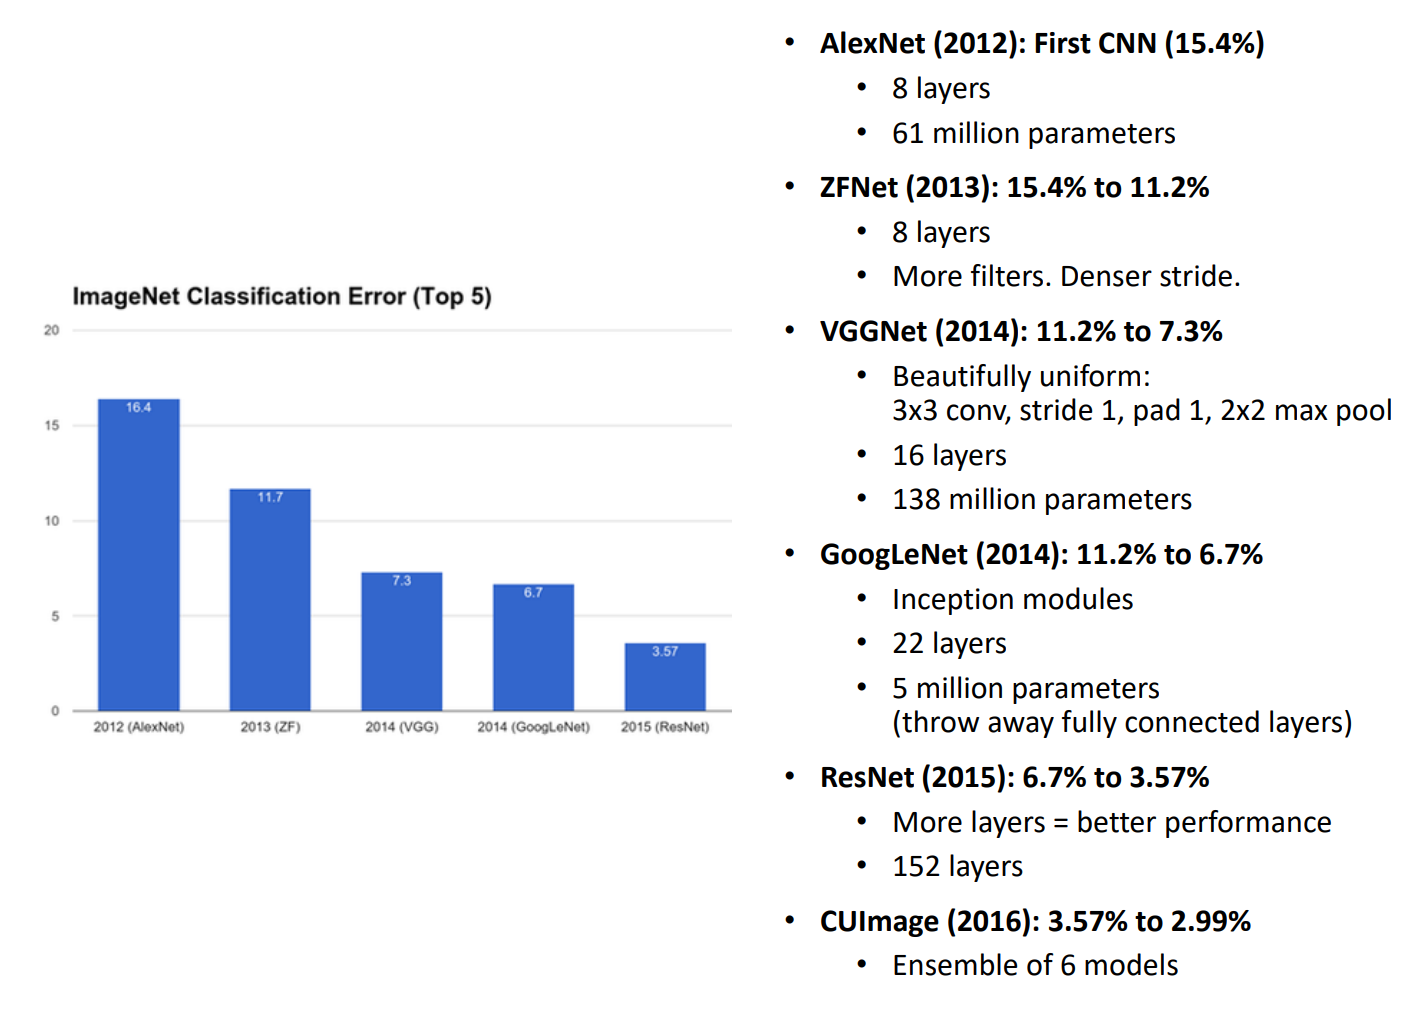 ImageNet Classification Error (Top 5)
20
15
10
5
0
16.4
11.7
7.3
6.7
3.57
2012 (AlexNet)
2013 (ZF)
2014 (VGG)
2014 (GoogLeNet)
2015 (ResNet)
• AlexNet (2012): First CNN (15.4%)
• 8 layers
• 61 million parameters
• ZFNet (2013): 15.4% to 11.2%
• 8 layers
• More filters. Denser stride.
• VGGNet (2014): 11.2% to 7.3%
• Beautifully uniform:
3x3 conv, stride 1, pad 1, 2x2 max pool
• 16 layers
• 138 million parameters
• GoogLeNet (2014): 11.2% to 6.7%
• Inception modules
• 22 layers
• 5 million parameters
(throw away fully connected layers)
• ResNet (2015): 6.7% to 3.57%
• More layers = better performance
• 152 layers
• CUImage (2016): 3.57% to 2.99%
• Ensemble of 6 models